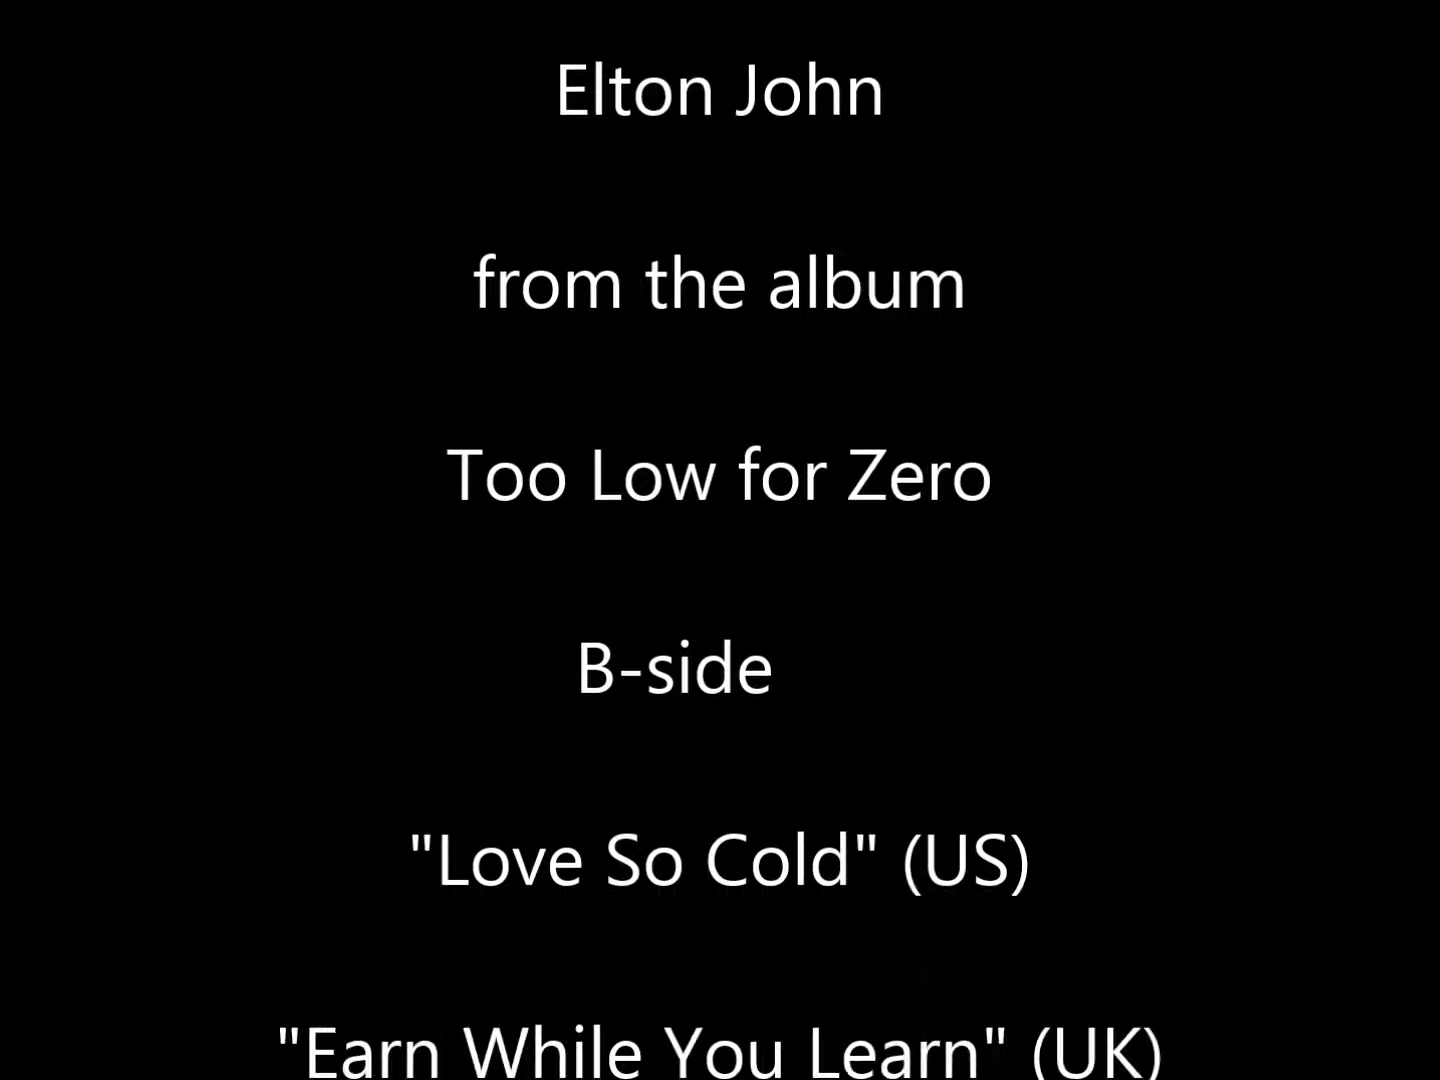 Elton John
from the album
Too Low for Zero
B-side
"Love So Cold" (US)
"Earn While You Learn" (UK)